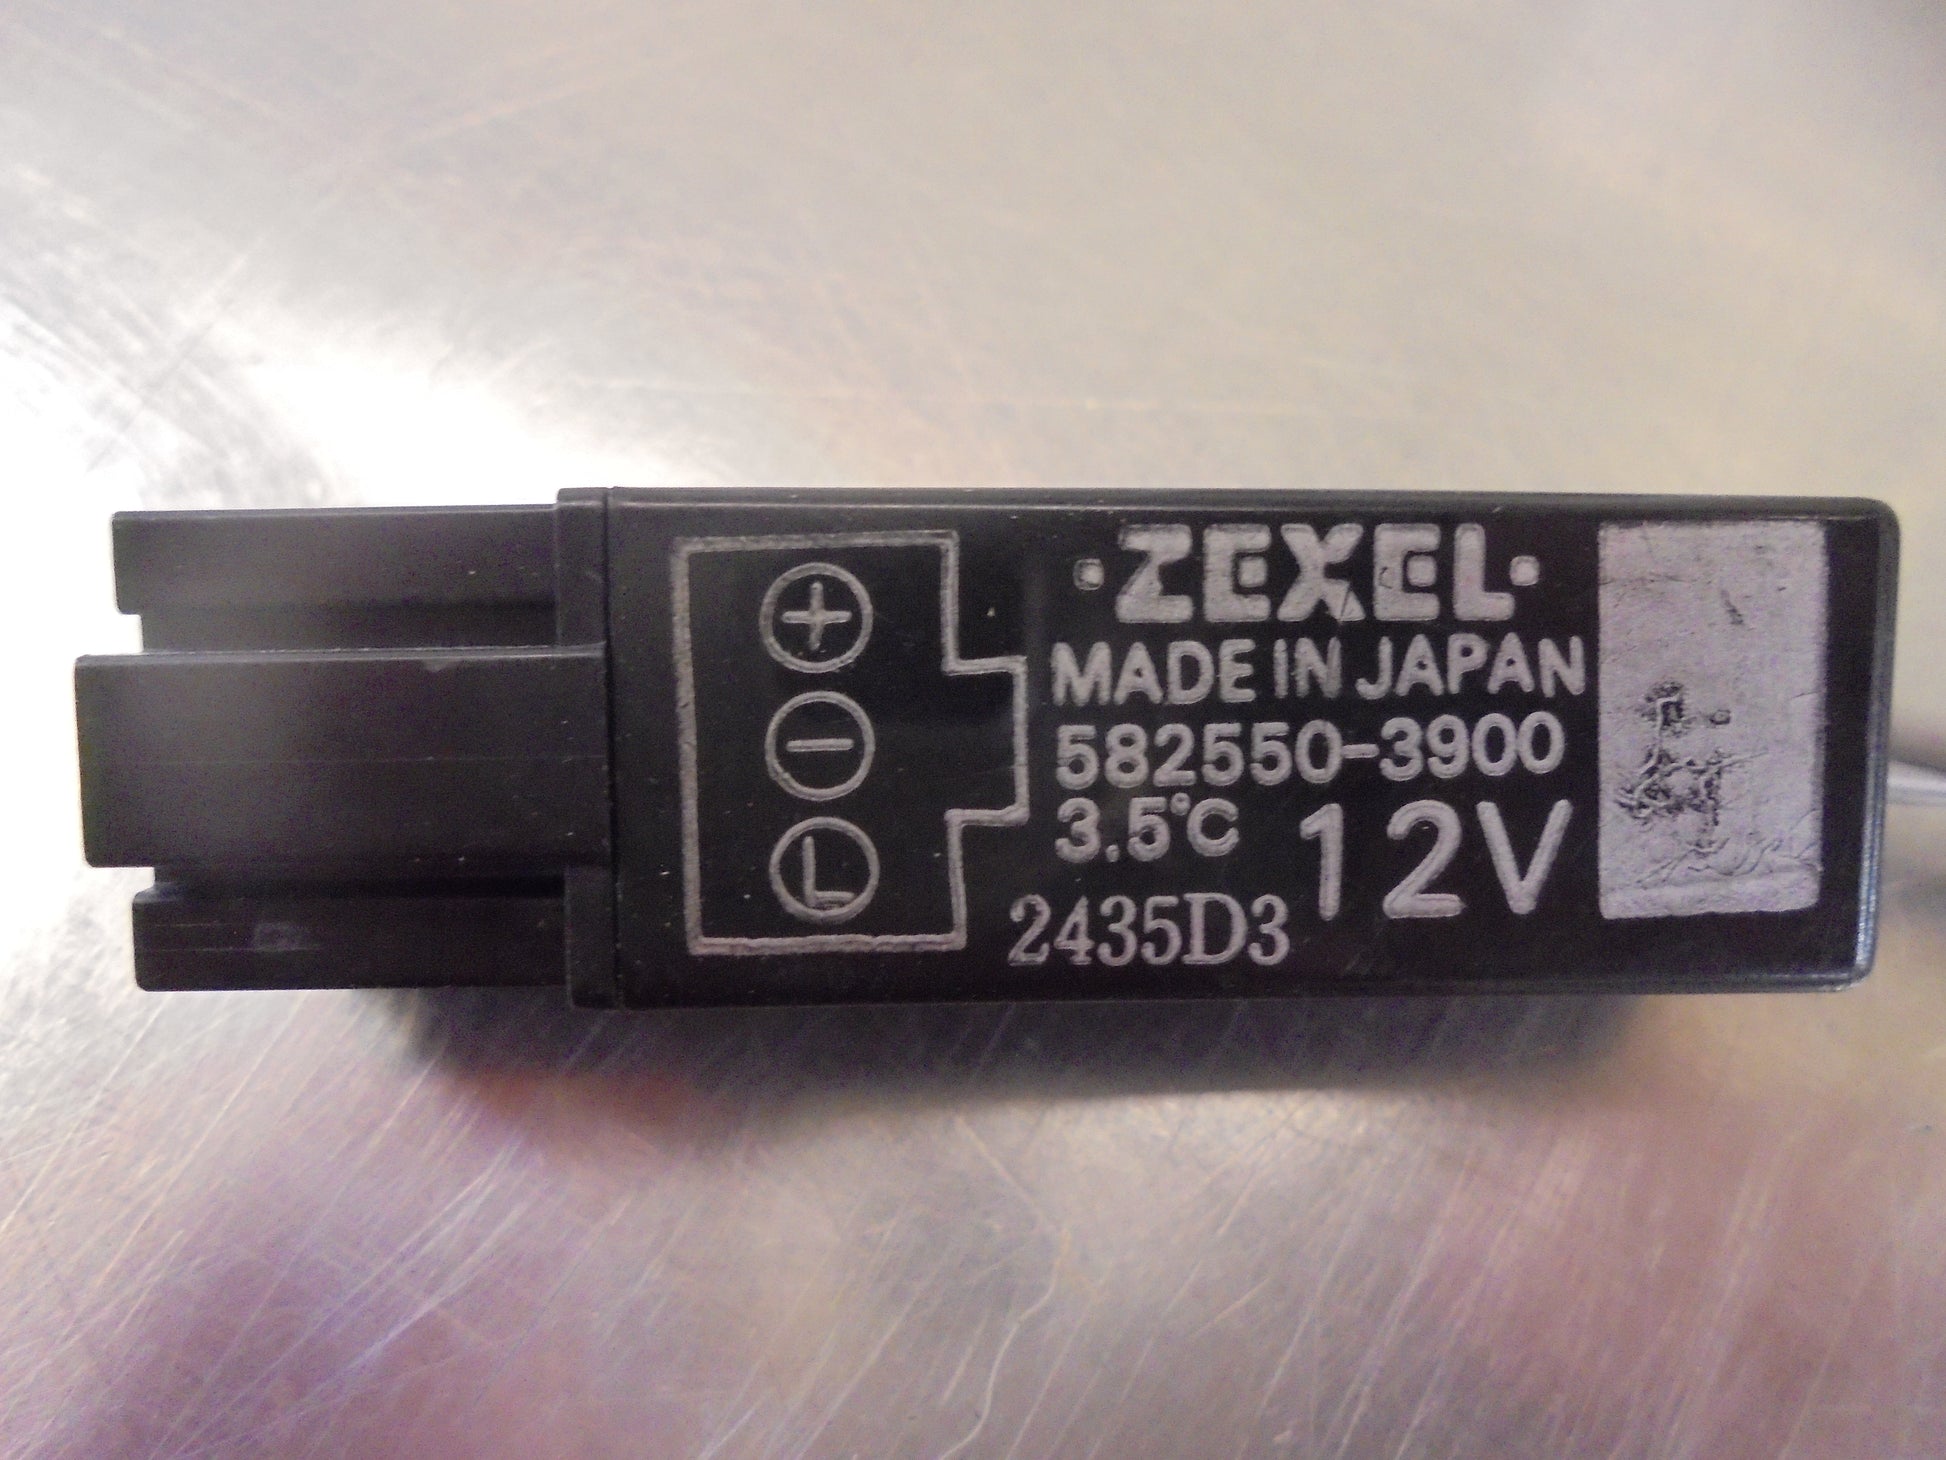 ·ZEXEL·
MADE IN JAPAN
582550-3900
3.5°C 12V
2435D3
+
−
L